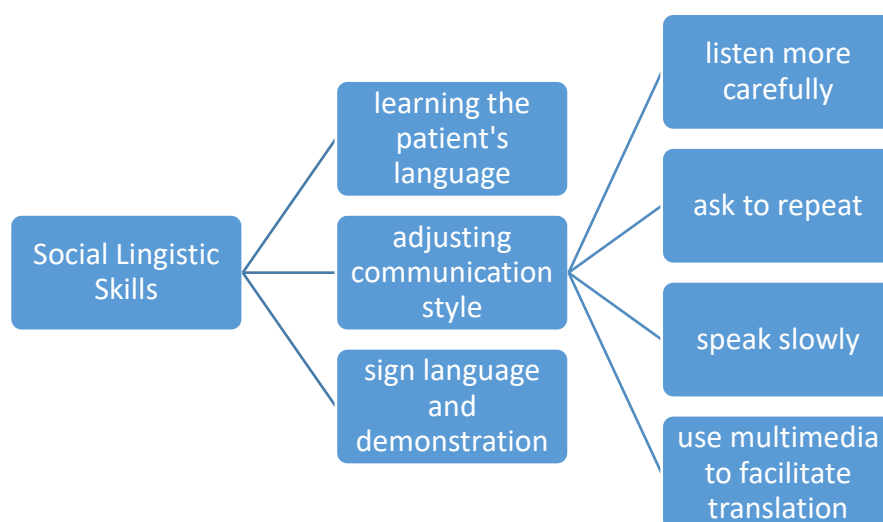 Social Lingistic
Skills
learning the
patient's
language
adjusting
communication
style
sign language
and
demonstration
listen more
carefully
ask to repeat
speak slowly
use multimedia
to facilitate
translation